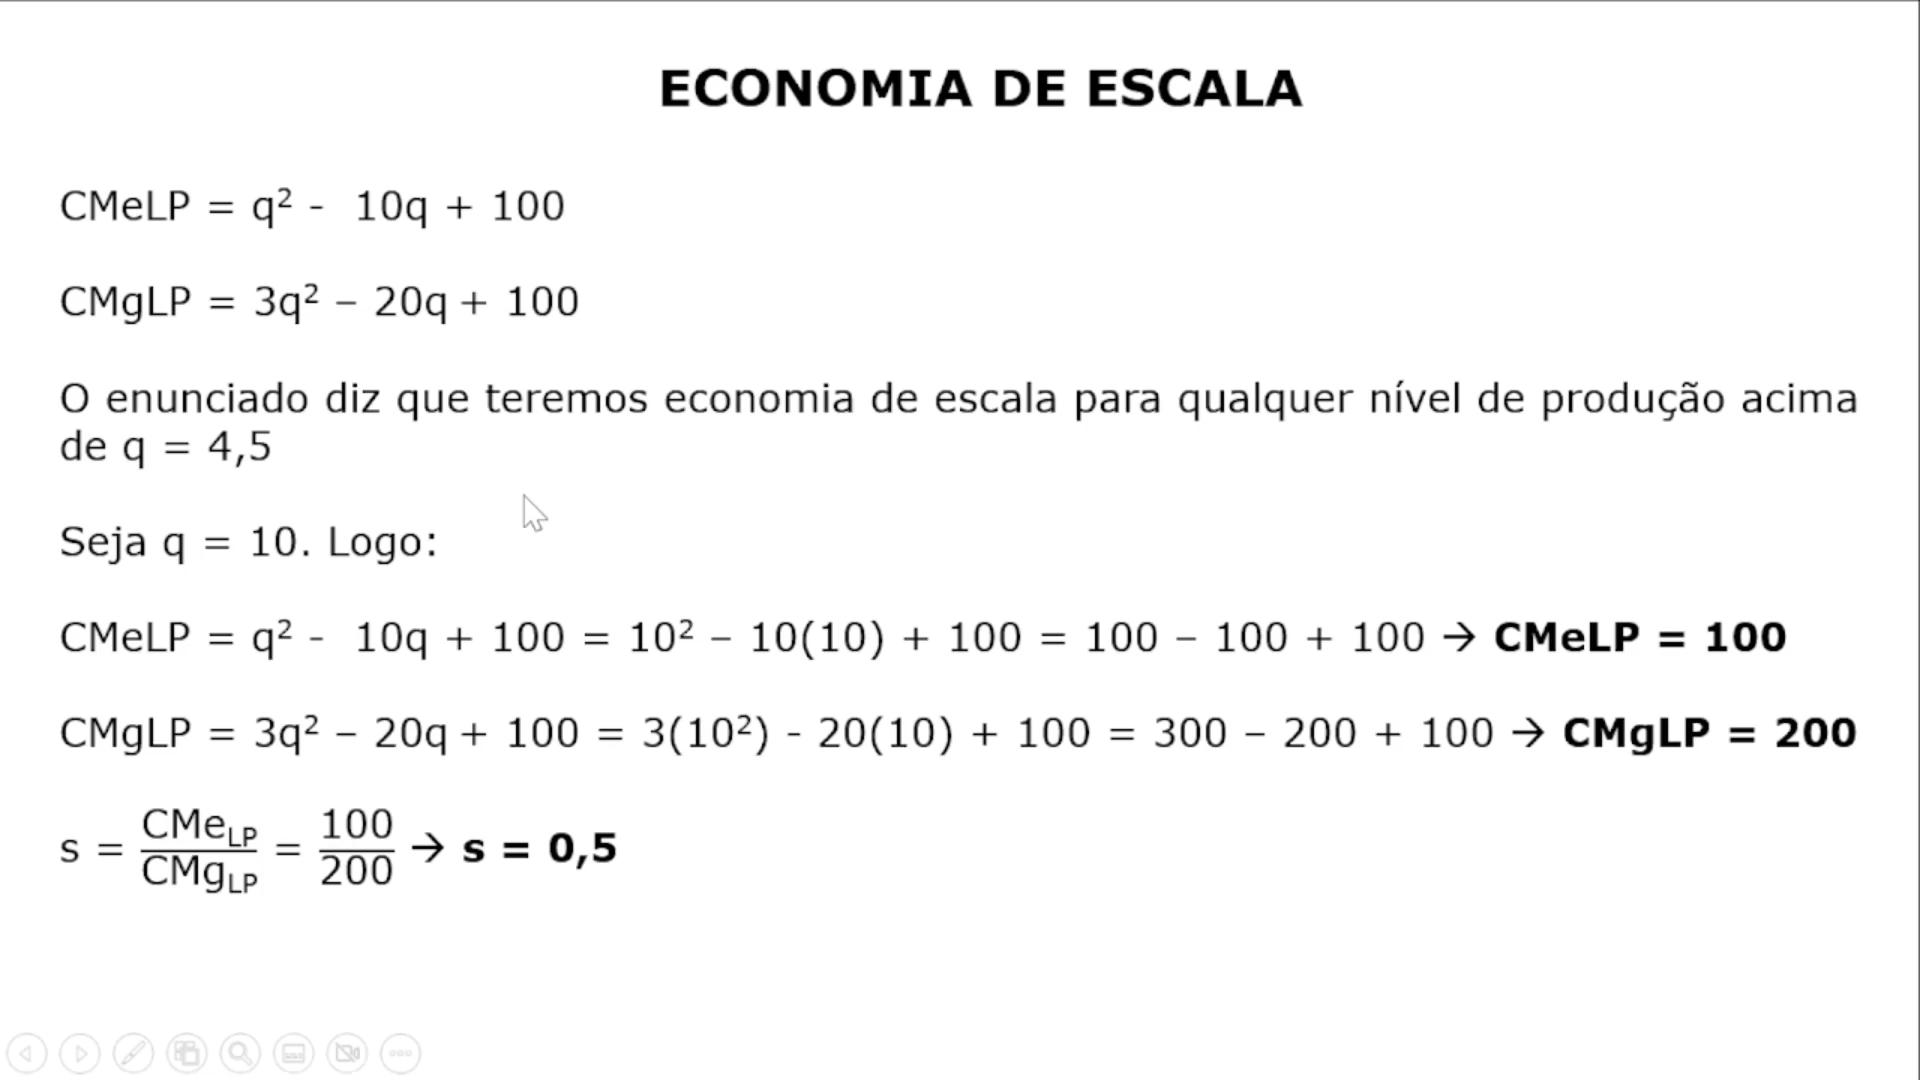 ECONOMIA DE ESCALA
CMeLP = q² - 10q + 100
CMgLP = 3q² – 20q + 100
O enunciado diz que teremos economia de escala para qualquer nível de produção acima
de q = 4,5
Seja q = 10. Logo:
CMeLP = q² - 10q + 100 = 10² – 10(10) + 100 = 100 – 100 + 100 → CMeLP = 100
CMgLP = 3q² – 20q + 100 = 3(10²) - 20(10) + 100 = 300 – 200 + 100 → CMgLP = 200
s = CMe_LP / CMg_LP = 100 / 200 → s = 0,5